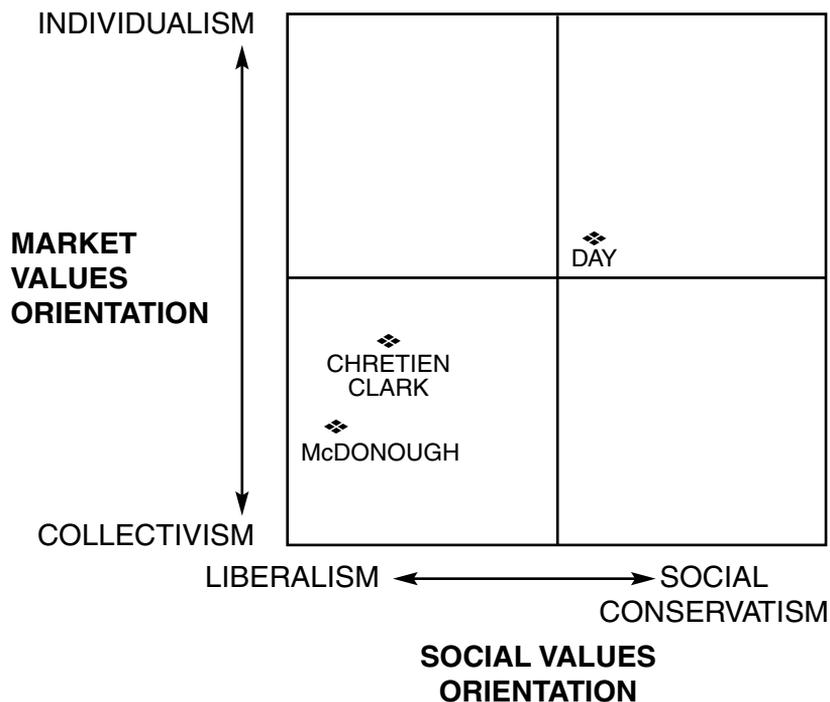 INDIVIDUALISM
MARKET
VALUES
ORIENTATION
DAY
CHRETIEN
CLARK
McDONOUGH
COLLECTIVISM
LIBERALISM
SOCIAL
CONSERVATISM
SOCIAL VALUES
ORIENTATION